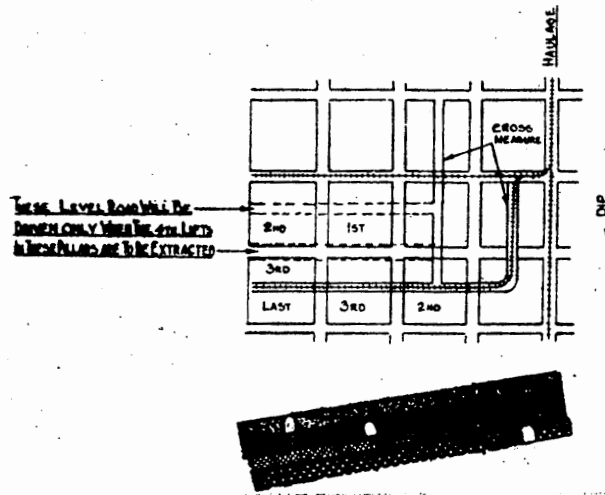 HAULAGE
CROSS
MEASURE
THESE LEVEL ROAD WILL BE
DRIVEN ONLY WHEN THE 4TH LIFTS
IN THESE PILLARS ARE TO BE EXTRACTED
DIP
2ND 1ST
3RD
LAST 3RD 2ND